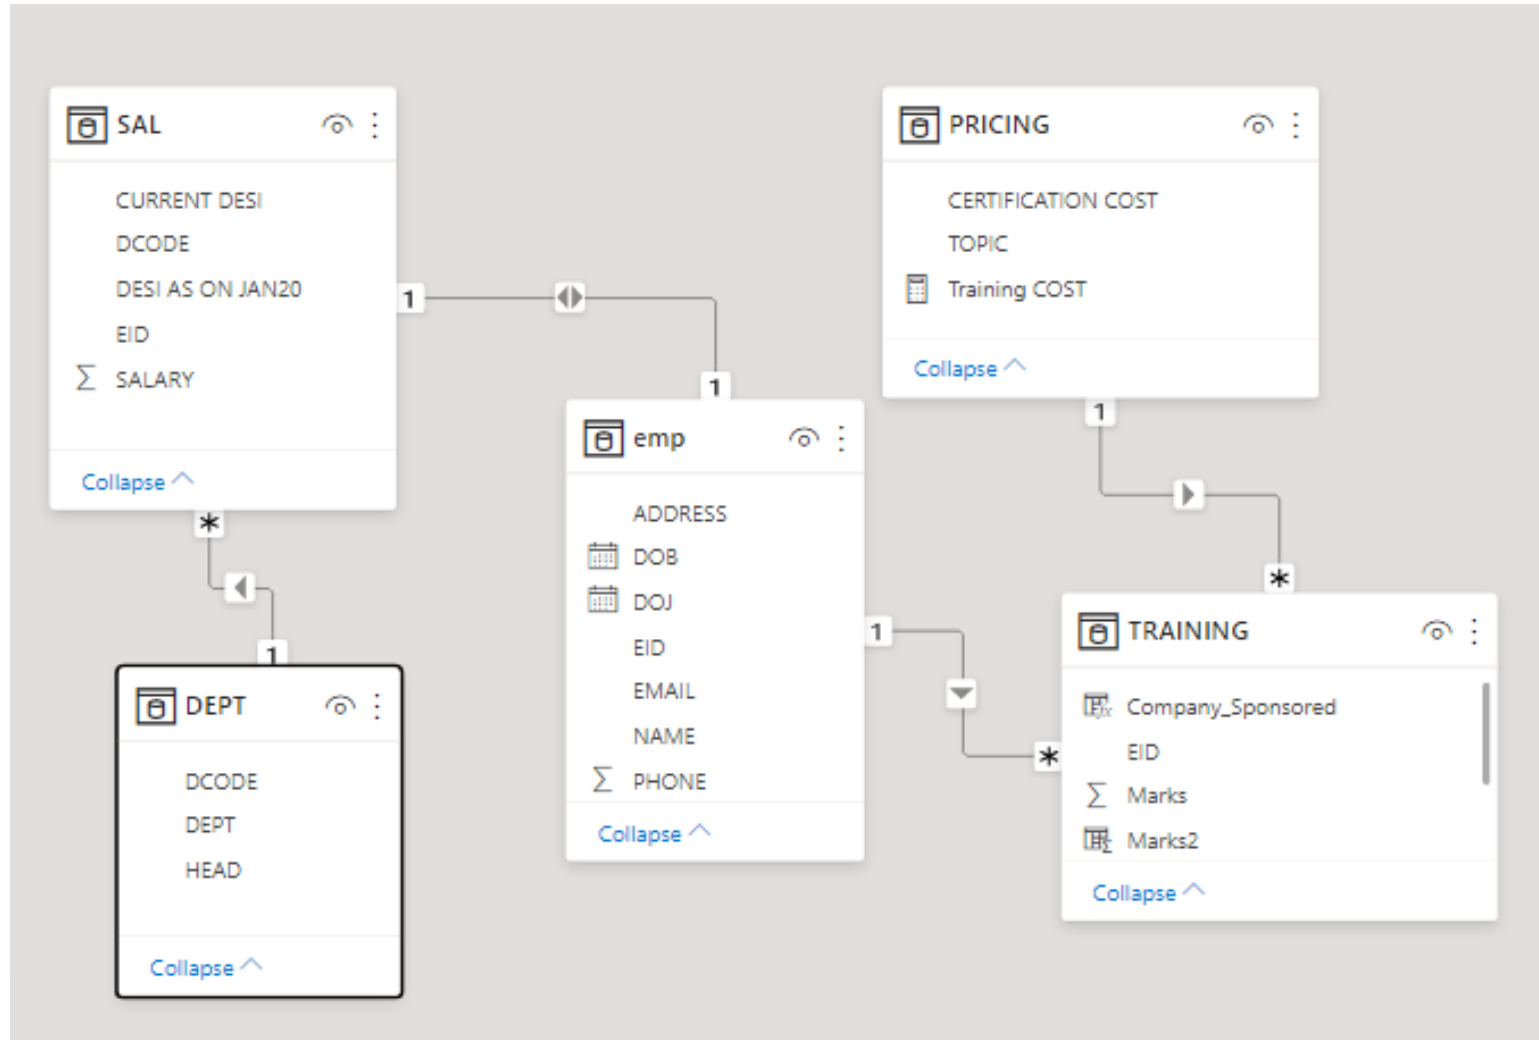 SAL
CURRENT DESI
DCODE
DESI AS ON JAN20
EID
SALARY
Collapse
1
1
*
1
DEPT
DCODE
DEPT
HEAD
Collapse
emp
ADDRESS
DOB
DOJ
EID
EMAIL
NAME
PHONE
Collapse
PRICING
CERTIFICATION COST
TOPIC
Training COST
Collapse
1
*
1
*
TRAINING
Company_Sponsored
EID
Marks
Marks2
Collapse